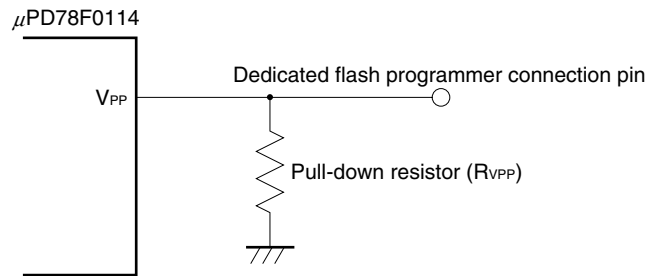 μPD78F0114
Dedicated flash programmer connection pin
VPP
Pull-down resistor (RVPP)